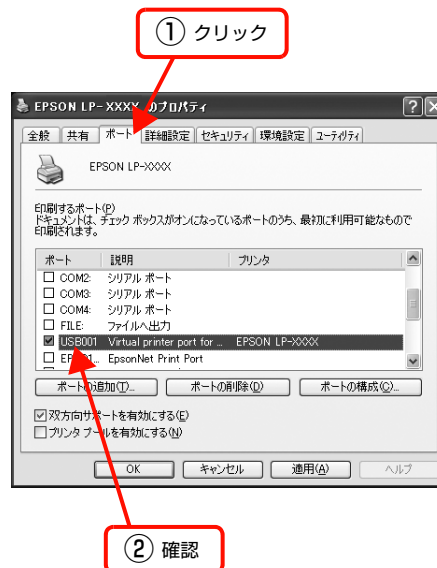 ① クリック
EPSON LP-XXXX のプロパティ
全般 共有 ポート 詳細設定 セキュリティ 環境設定 ユーティリティ
EPSON LP-XXXX
印刷するポート(P)
ドキュメントは、チェック ボックスがオンになっているポートのうち、最初に利用可能なもので
印刷されます。
ポート 説明 プリンタ
COM2: シリアル ポート
COM3: シリアル ポート
COM4: シリアル ポート
FILE: ファイルへ出力
USB001 Virtual printer port for ... EPSON LP-XXXX
EpsonNet Print Port
ポートの追加(T)... ポートの削除(D) ポートの構成(C)...
双方向サポートを有効にする(E)
プリンタ プールを有効にする(N)
OK キャンセル 適用(A) ヘルプ
② 確認